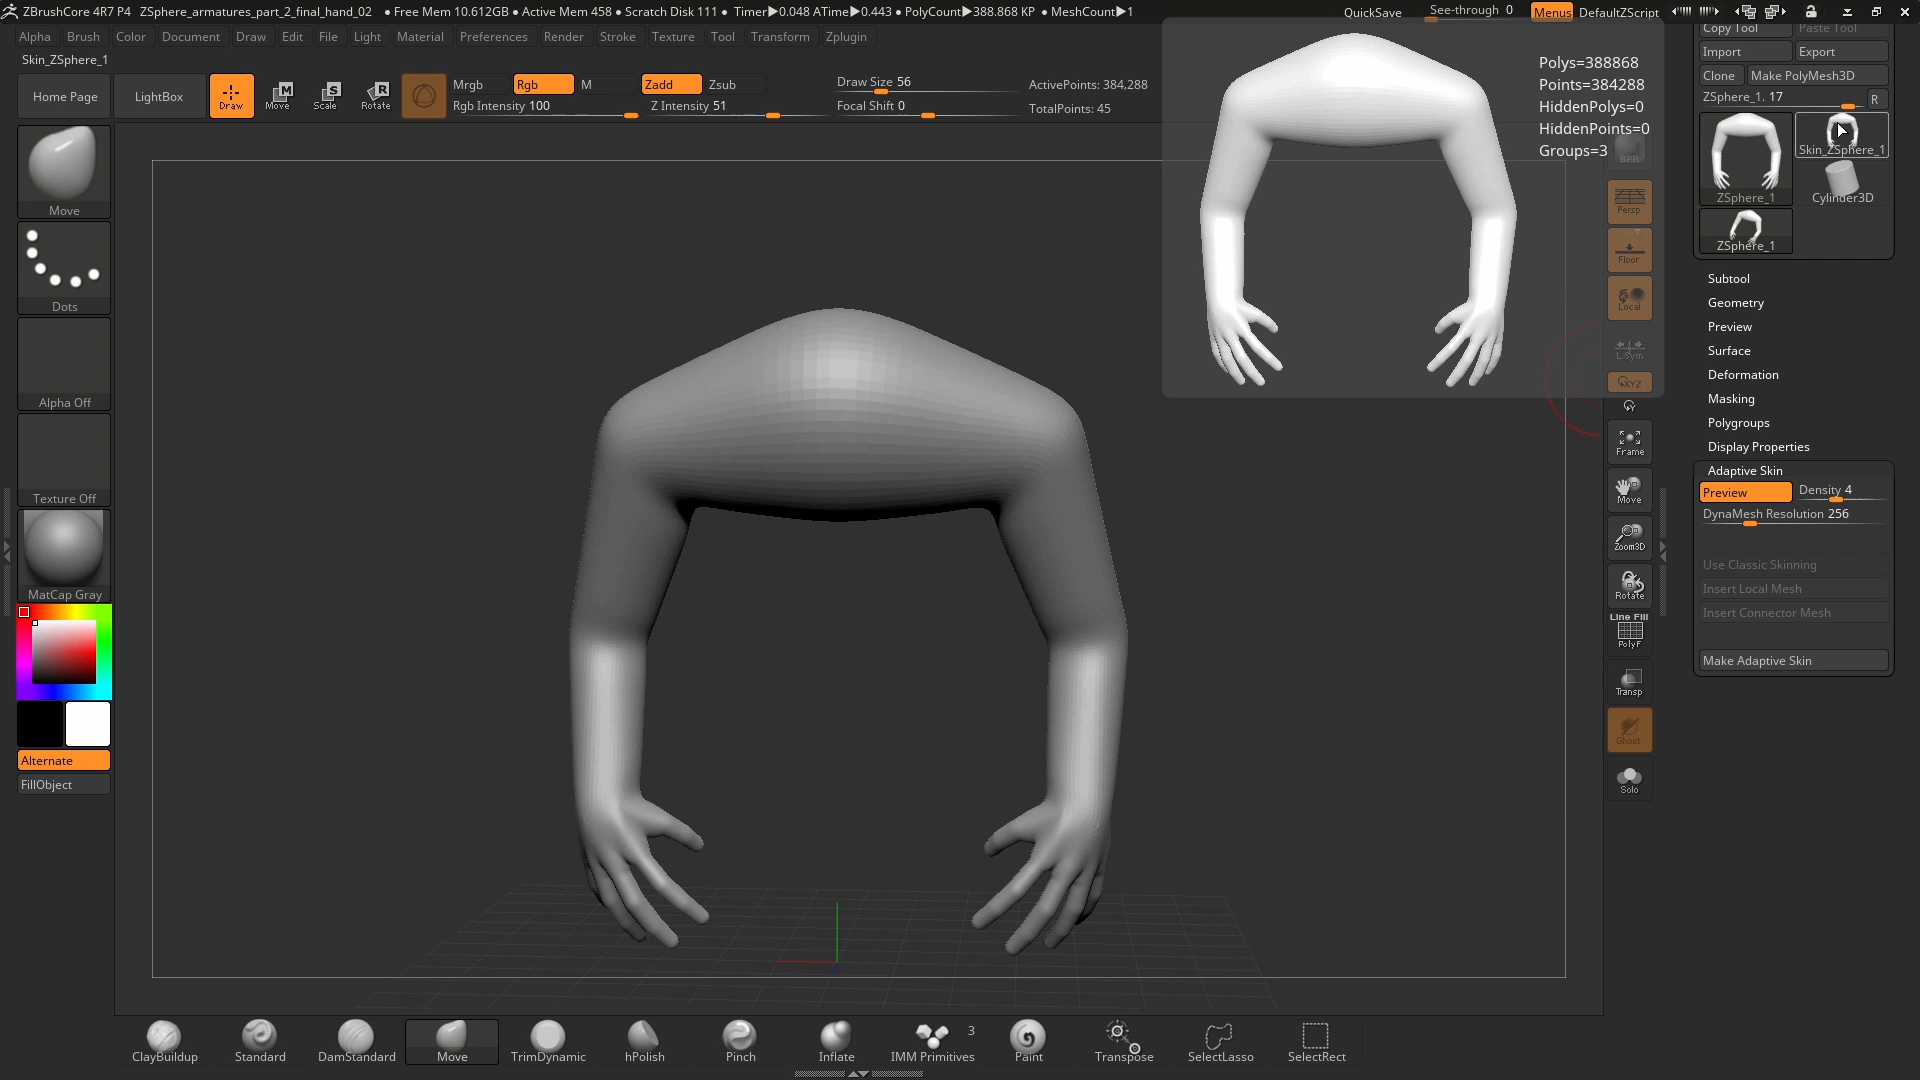 ZBrushCore 4R7 P4 ZSphere_armatures_part_2_final_hand_02 ● Free Mem 10.612GB ● Active Mem 458 ● Scratch Disk 111 ● Timer▶0.048 ATime▶0.443 ● PolyCount▶388.868 KP ● MeshCount▶1 QuickSave See-through 0 Menus DefaultZScript
Alpha Brush Color Document Draw Edit File Light Material Preferences Render Stroke Texture Tool Transform Zplugin
Skin_ZSphere_1
Home Page
LightBox
Draw
Move
Scale
Rotate
Mrgb Rgb M
Rgb Intensity 100
Zadd Zsub
Z Intensity 51
Draw Size 56
Focal Shift 0
ActivePoints: 384,288
TotalPoints: 45
Polys=388868
Points=384288
HiddenPolys=0
HiddenPoints=0
Groups=3
Move
Dots
Alpha Off
Texture Off
MatCap Gray
Alternate
FillObject
BPR
Persp
Floor
Local
L.Sym
XYZ
Y
Frame
Move
Zoom3D
Rotate
Line Fill
PolyF
Transp
Ghost
Solo
Copy Tool Paste Tool
Import Export
Clone Make PolyMesh3D
ZSphere_1. 17 R
ZSphere_1
Skin_ZSphere_1
Cylinder3D
ZSphere_1
Subtool
Geometry
Preview
Surface
Deformation
Masking
Polygroups
Display Properties
Adaptive Skin
Preview Density 4
DynaMesh Resolution 256
Use Classic Skinning
Insert Local Mesh
Insert Connector Mesh
Make Adaptive Skin
ClayBuildup Standard DamStandard Move TrimDynamic hPolish Pinch Inflate IMM Primitives 3 Paint Transpose SelectLasso SelectRect